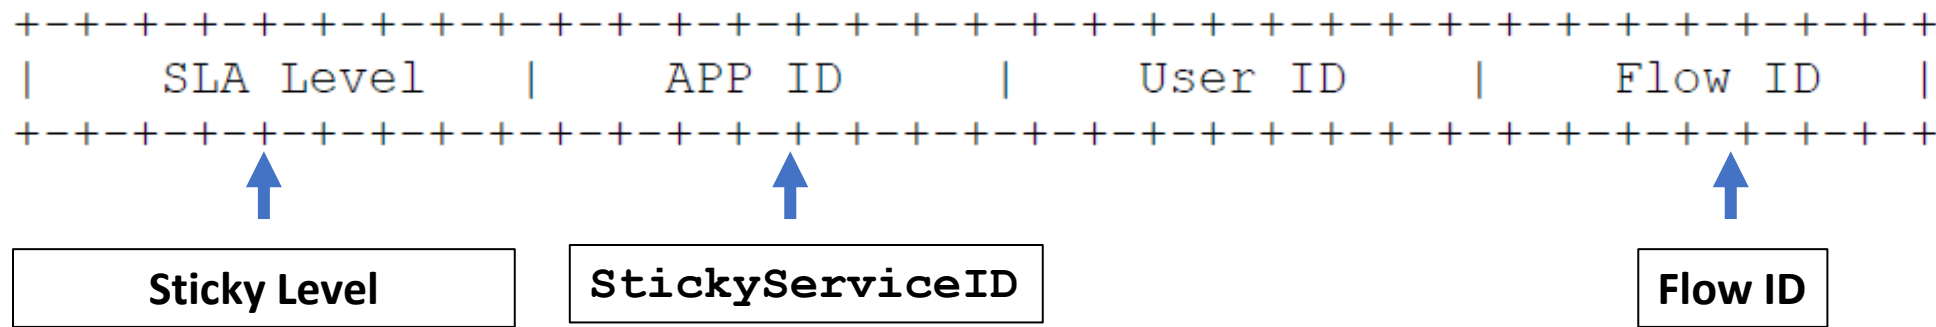 +-+-+-+-+-+-+-+-+-+-+-+-+-+-+-+-+-+-+-+-+-+-+-+-+-+-+-+-+-+-+-+-+
| SLA Level | APP ID | User ID | Flow ID |
+-+-+-+-+-+-+-+-+-+-+-+-+-+-+-+-+-+-+-+-+-+-+-+-+-+-+-+-+-+-+-+-+
Sticky Level StickyServiceID Flow ID